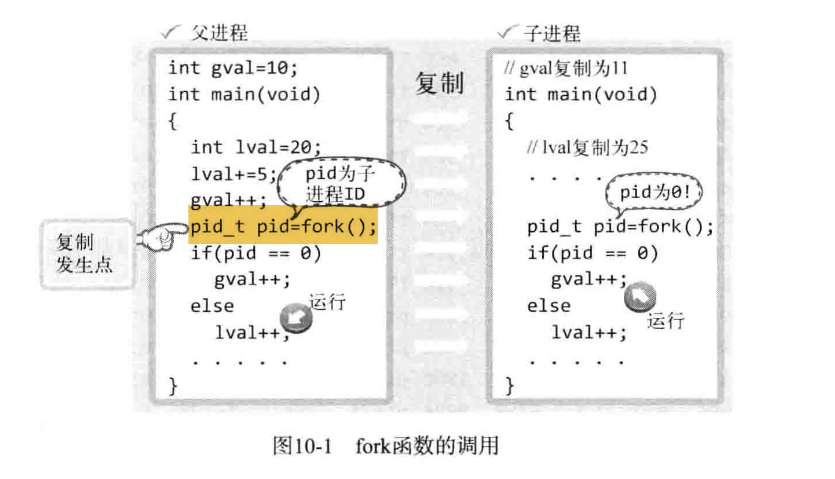 父进程
int gval=10;
int main(void)
{
int lval=20;
lval+=5;
gval++;
pid为子
进程ID
pid_t pid=fork();
if(pid == 0)
gval++;
else
运行
lval++;
. . . . .
}
复制
发生点
复制
子进程
// gval复制为11
int main(void)
{
// lval复制为25
. . . .
pid为0!
pid_t pid=fork();
if(pid == 0)
gval++;
else
运行
lval++;
. . . . .
}
图10-1 fork函数的调用